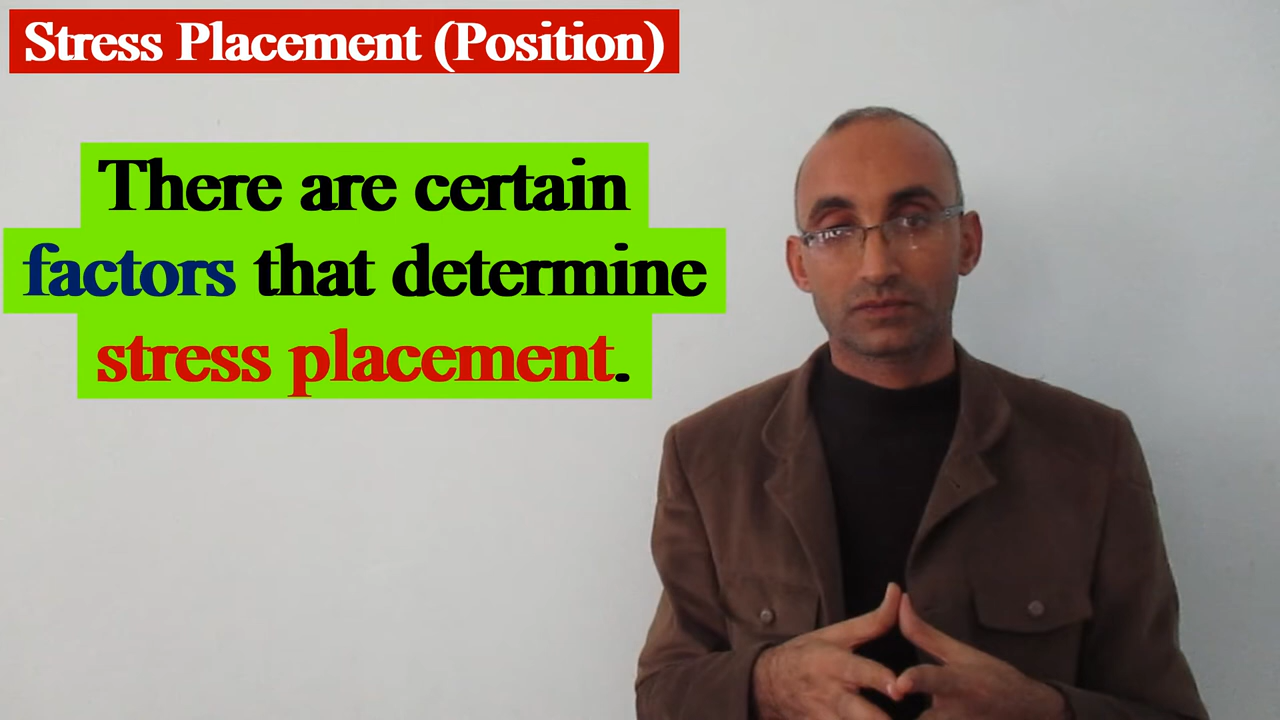 Stress Placement (Position)
There are certain
factors that determine
stress placement.